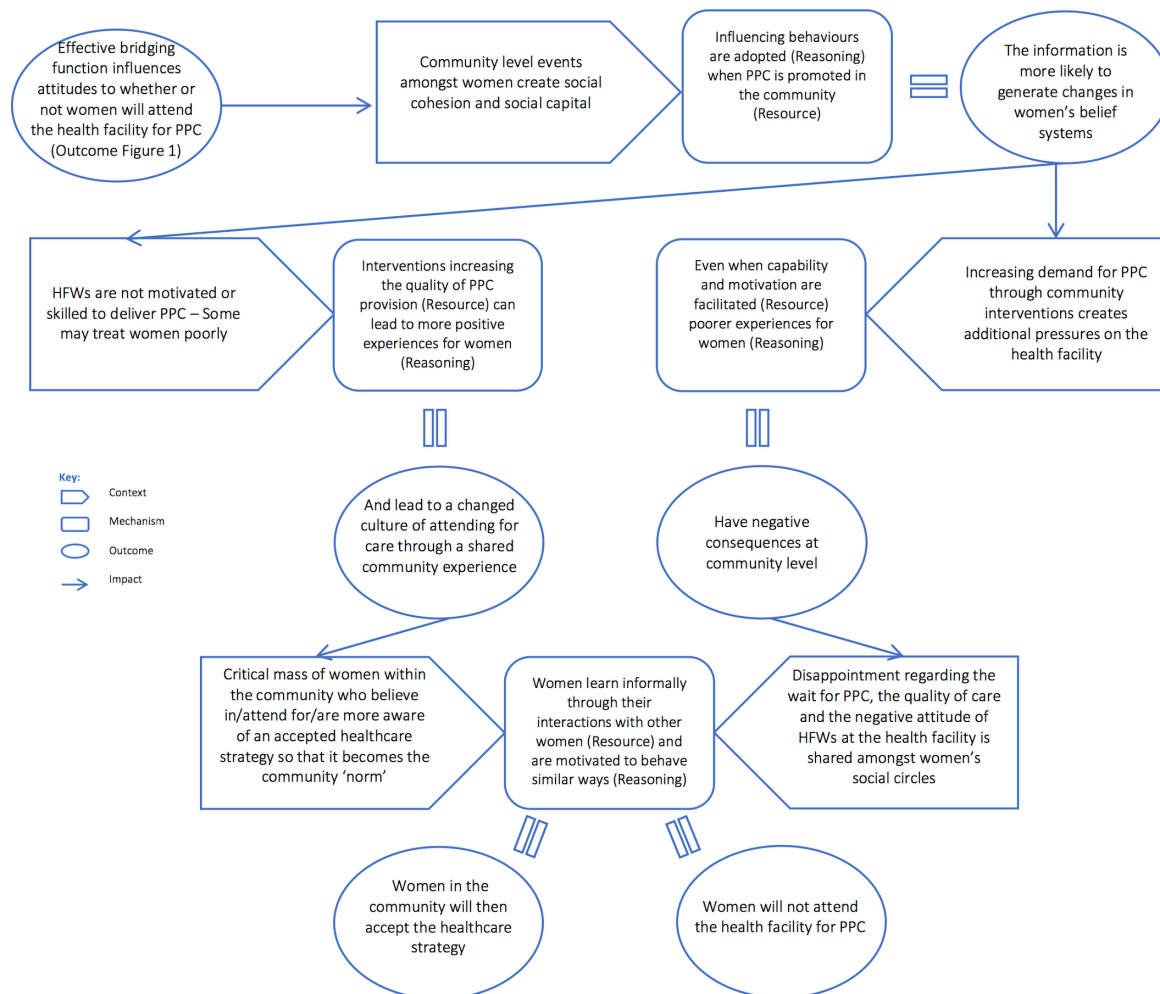 Effective bridging
function influences
attitudes to whether or
not women will attend
the health facility for PPC
(Outcome Figure 1)
Community level events
amongst women create social
cohesion and social capital
Influencing behaviours
are adopted (Reasoning)
when PPC is promoted in
the community
(Resource)
The information is
more likely to
generate changes in
women’s belief
systems
HFWs are not motivated or
skilled to deliver PPC – Some
may treat women poorly
Interventions increasing
the quality of PPC
provision (Resource) can
lead to more positive
experiences for women
(Reasoning)
Even when capability
and motivation are
facilitated (Resource)
poorer experiences for
women (Reasoning)
Increasing demand for PPC
through community
interventions creates
additional pressures on the
health facility
Key:
Context
Mechanism
Outcome
Impact
And lead to a changed
culture of attending for
care through a shared
community experience
Have negative
consequences at
community level
Critical mass of women within
the community who believe
in/attend for/are more aware
of an accepted healthcare
strategy so that it becomes the
community ‘norm’
Women learn informally
through their
interactions with other
women (Resource) and
are motivated to behave
similar ways (Reasoning)
Disappointment regarding the
wait for PPC, the quality of care
and the negative attitude of
HFWs at the health facility is
shared amongst women’s
social circles
Women in the
community will then
accept the healthcare
strategy
Women will not attend
the health facility for PPC